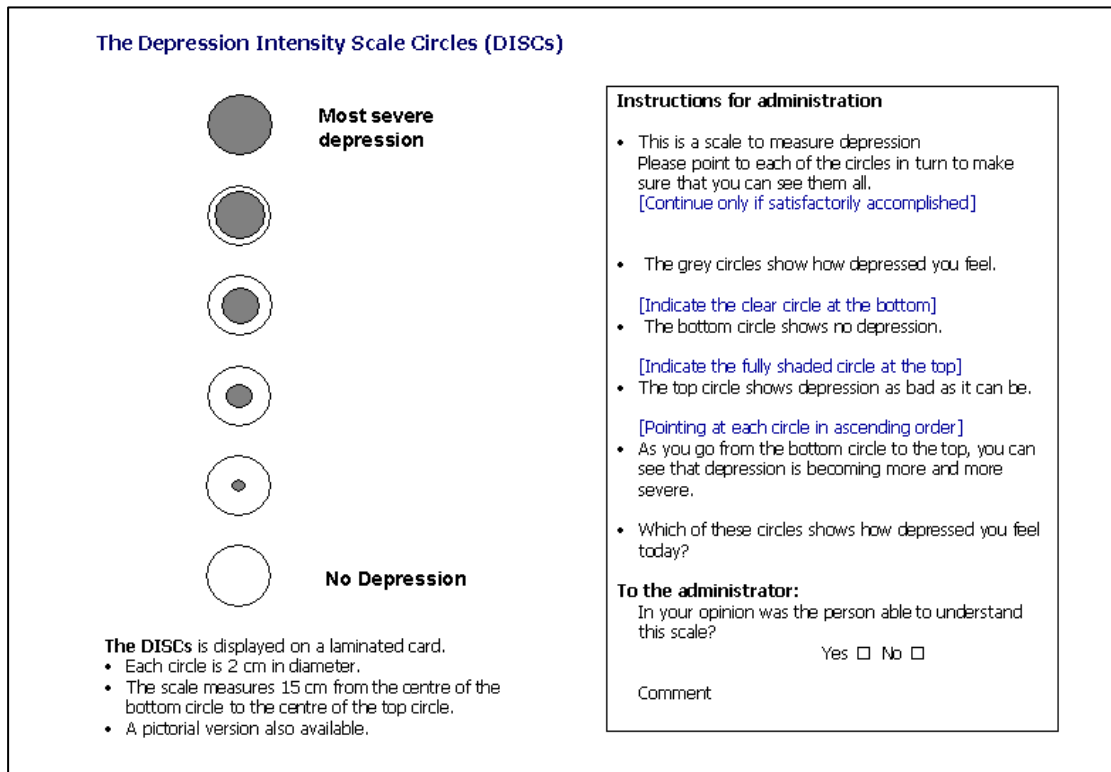 The Depression Intensity Scale Circles (DISCs)
Most severe
depression
No Depression
The DISCs is displayed on a laminated card.
• Each circle is 2 cm in diameter.
• The scale measures 15 cm from the centre of the
bottom circle to the centre of the top circle.
• A pictorial version also available.
Instructions for administration
• This is a scale to measure depression
Please point to each of the circles in turn to make
sure that you can see them all.
[Continue only if satisfactorily accomplished]
• The grey circles show how depressed you feel.
[Indicate the clear circle at the bottom]
• The bottom circle shows no depression.
[Indicate the fully shaded circle at the top]
• The top circle shows depression as bad as it can be.
[Pointing at each circle in ascending order]
• As you go from the bottom circle to the top, you can
see that depression is becoming more and more
severe.
• Which of these circles shows how depressed you feel
today?
To the administrator:
In your opinion was the person able to understand
this scale?
Yes □ No □
Comment